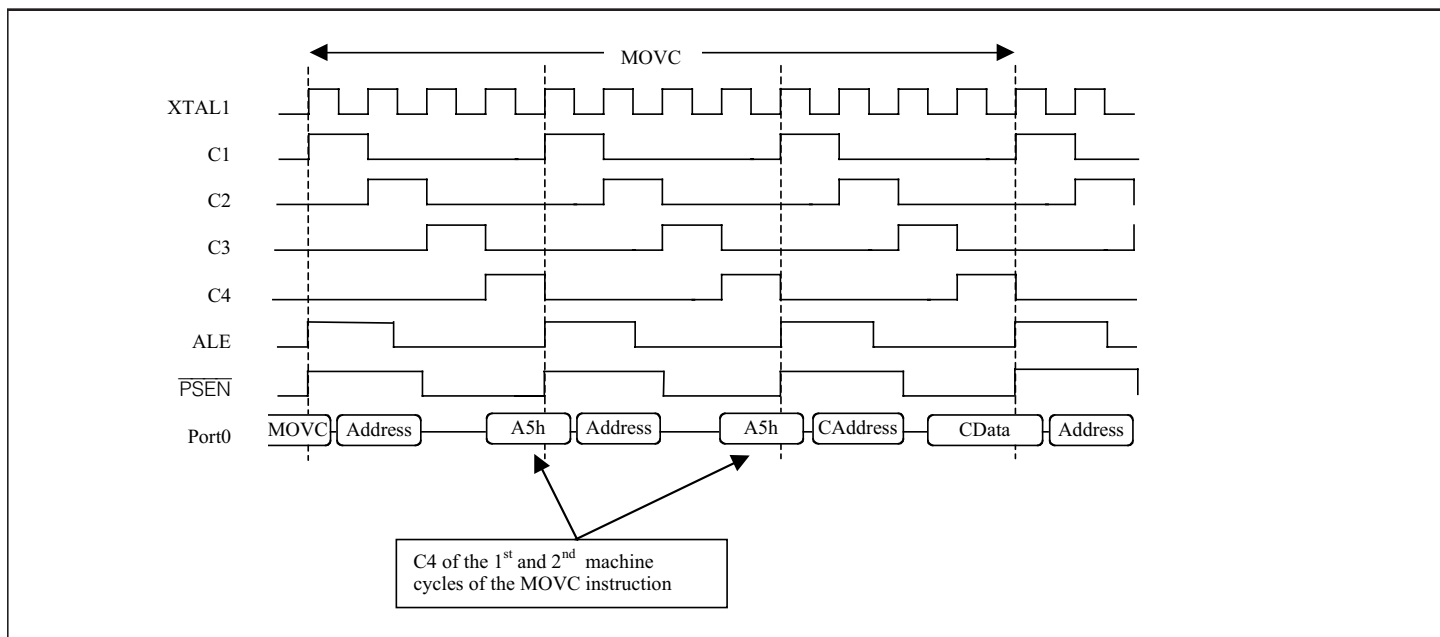 MOVC
XTAL1
C1
C2
C3
C4
ALE
PSEN
Port0
MOVC Address A5h Address A5h CAddress CData Address
C4 of the 1st and 2nd machine
cycles of the MOVC instruction